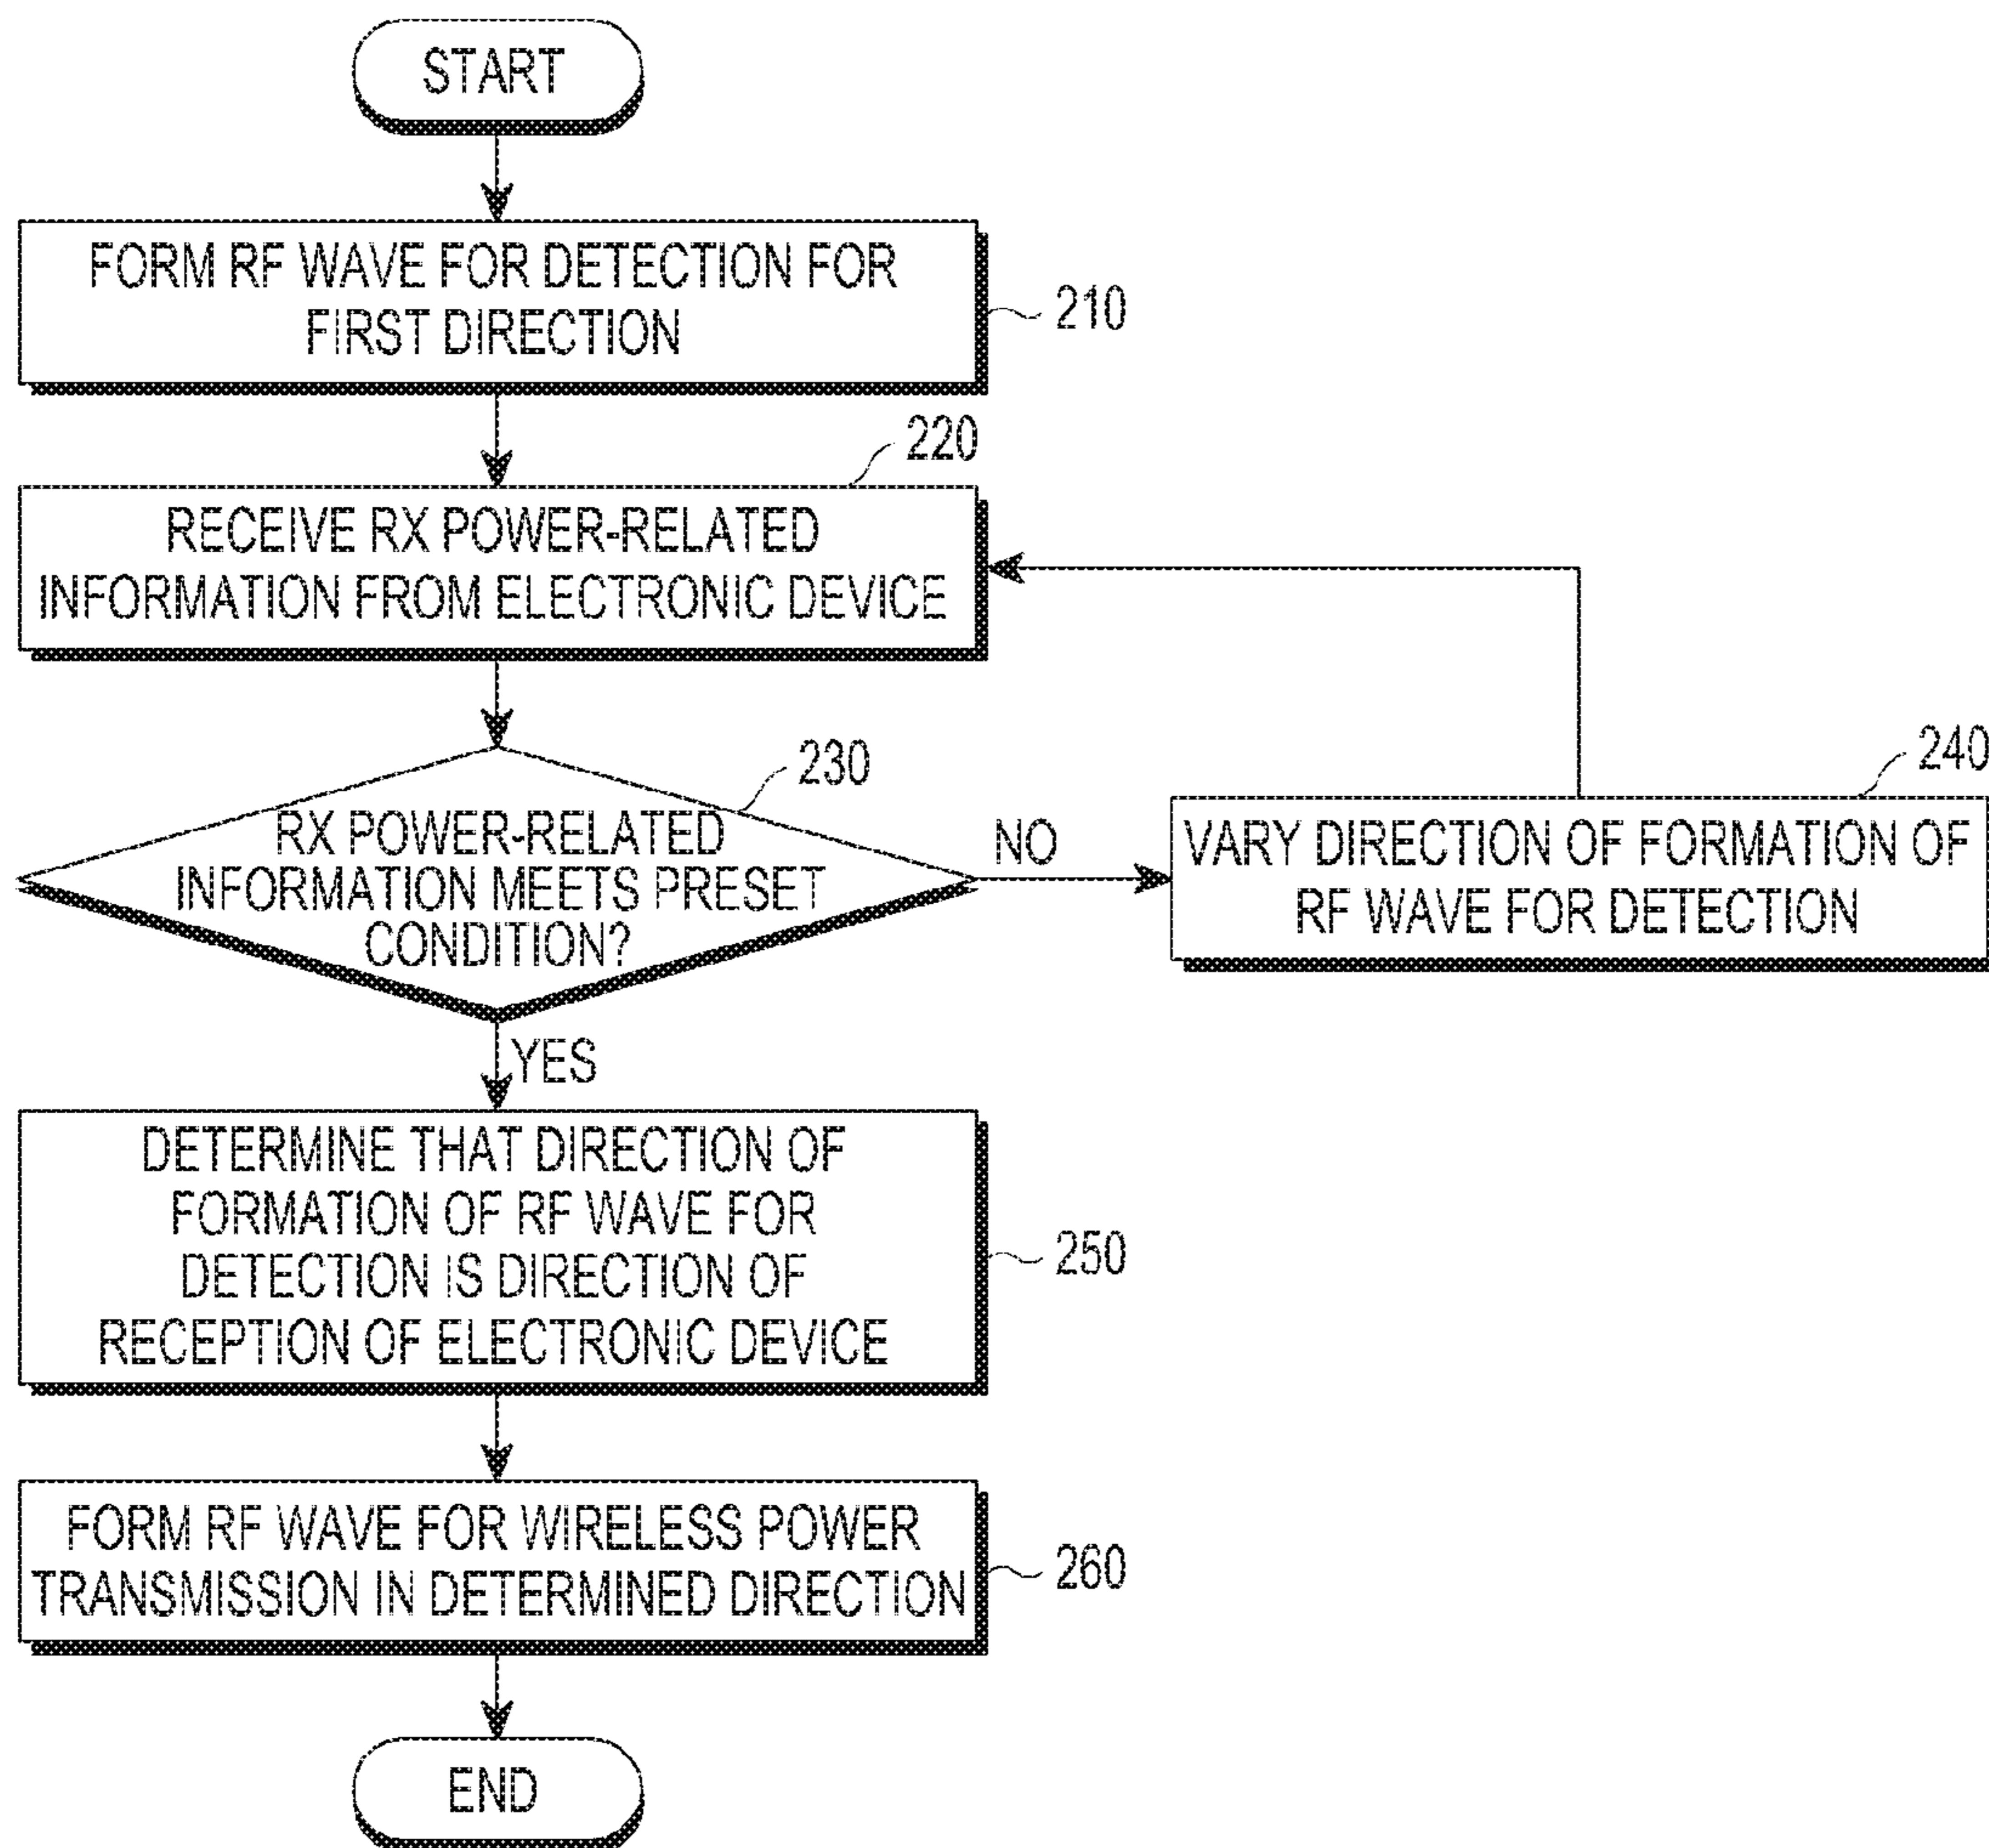 START
FORM RF WAVE FOR DETECTION FOR
FIRST DIRECTION
210
220
RECEIVE RX POWER-RELATED
INFORMATION FROM ELECTRONIC DEVICE
230
RX POWER-RELATED
INFORMATION MEETS PRESET
CONDITION?
NO
240
VARY DIRECTION OF FORMATION OF
RF WAVE FOR DETECTION
YES
DETERMINE THAT DIRECTION OF
FORMATION OF RF WAVE FOR
DETECTION IS DIRECTION OF
RECEPTION OF ELECTRONIC DEVICE
250
FORM RF WAVE FOR WIRELESS POWER
TRANSMISSION IN DETERMINED DIRECTION
260
END